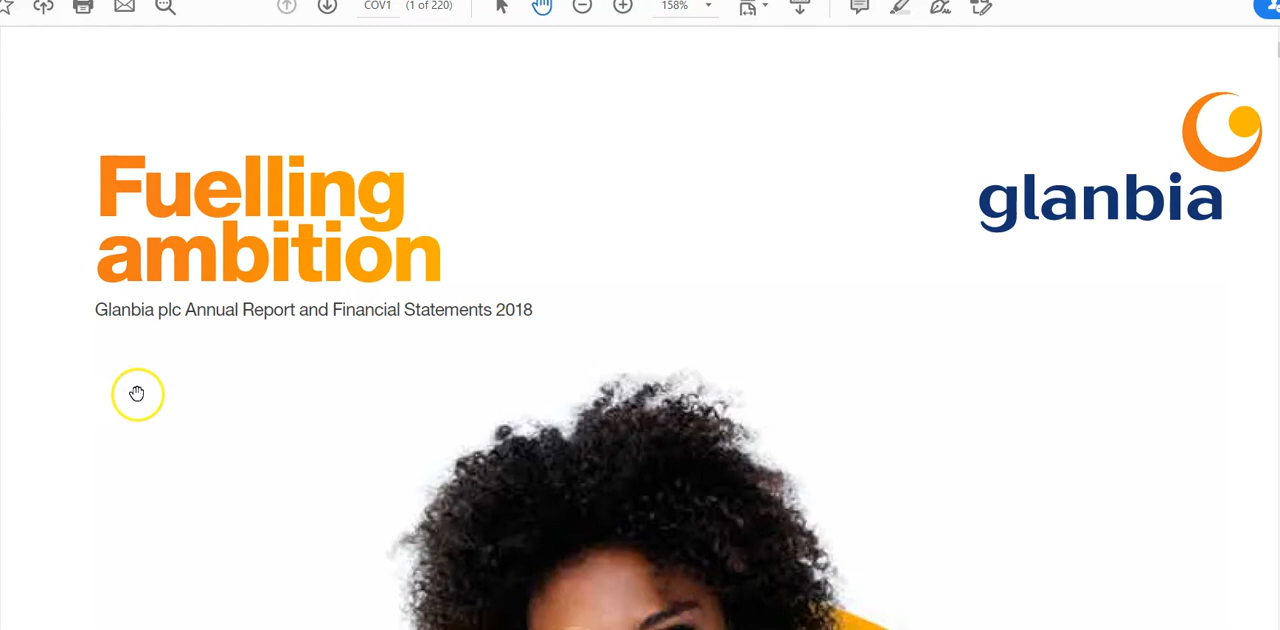 COV1 (1 of 220) 158%
Fuelling
ambition
glanbia
Glanbia plc Annual Report and Financial Statements 2018